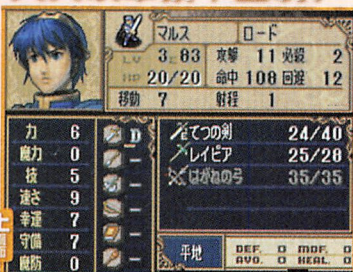 マルス ロード
LV 3 E 83 攻撃 11 必殺 2
HP 20/20 命中 108 回避 12
移動 7 射程 1
力 6 D てつの剣 24/40
魔力 0 - レイピア 25/28
技 5 - はがねの弓 35/35
速さ 9 -
幸運 7 -
守備 7 - 平地 DEF. 0 MDF. 0
魔防 0 - AVO. 0 HEAL. 0